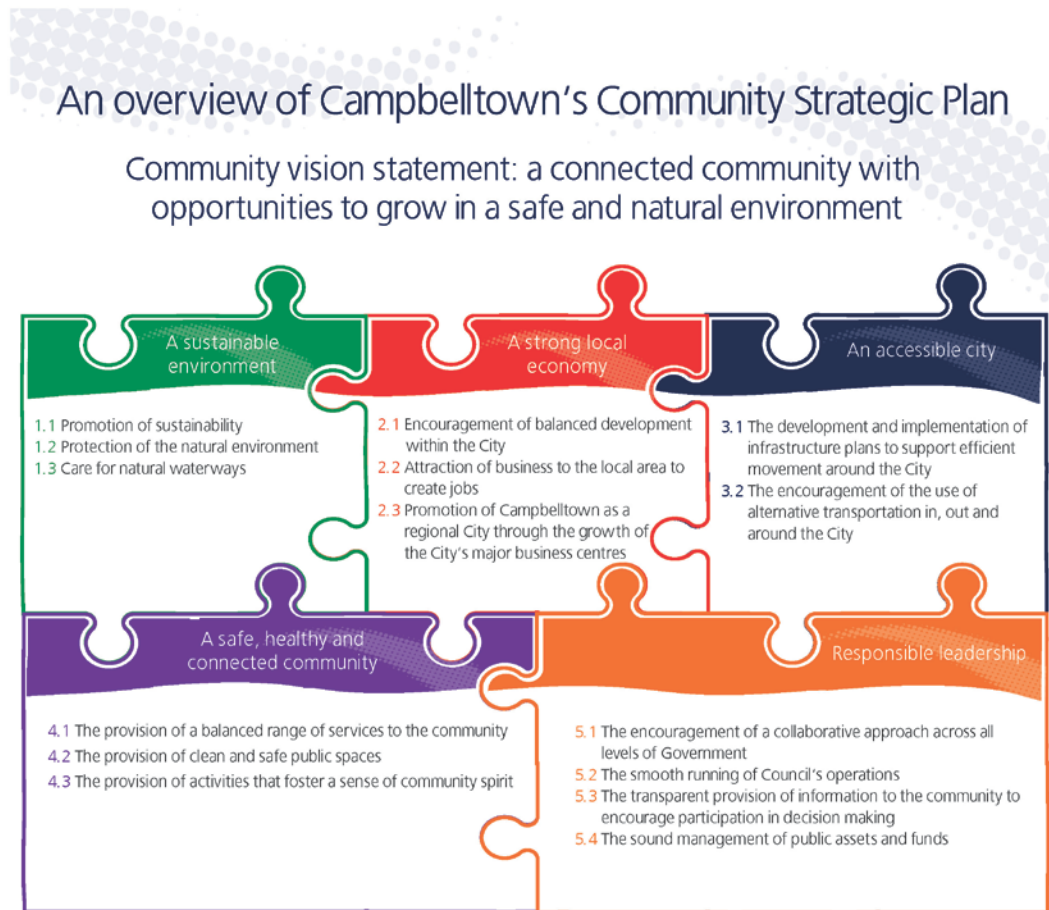 An overview of Campbelltown's Community Strategic Plan
Community vision statement: a connected community with
opportunities to grow in a safe and natural environment
A sustainable
environment
1.1 Promotion of sustainability
1.2 Protection of the natural environment
1.3 Care for natural waterways
A strong local
economy
2.1 Encouragement of balanced development
within the City
2.2 Attraction of business to the local area to
create jobs
2.3 Promotion of Campbelltown as a
regional City through the growth of
the City's major business centres
An accessible city
3.1 The development and implementation of
infrastructure plans to support efficient
movement around the City
3.2 The encouragement of the use of
alternative transportation in, out and
around the City
A safe, healthy and
connected community
4.1 The provision of a balanced range of services to the community
4.2 The provision of clean and safe public spaces
4.3 The provision of activities that foster a sense of community spirit
Responsible leadership
5.1 The encouragement of a collaborative approach across all
levels of Government
5.2 The smooth running of Council's operations
5.3 The transparent provision of information to the community to
encourage participation in decision making
5.4 The sound management of public assets and funds